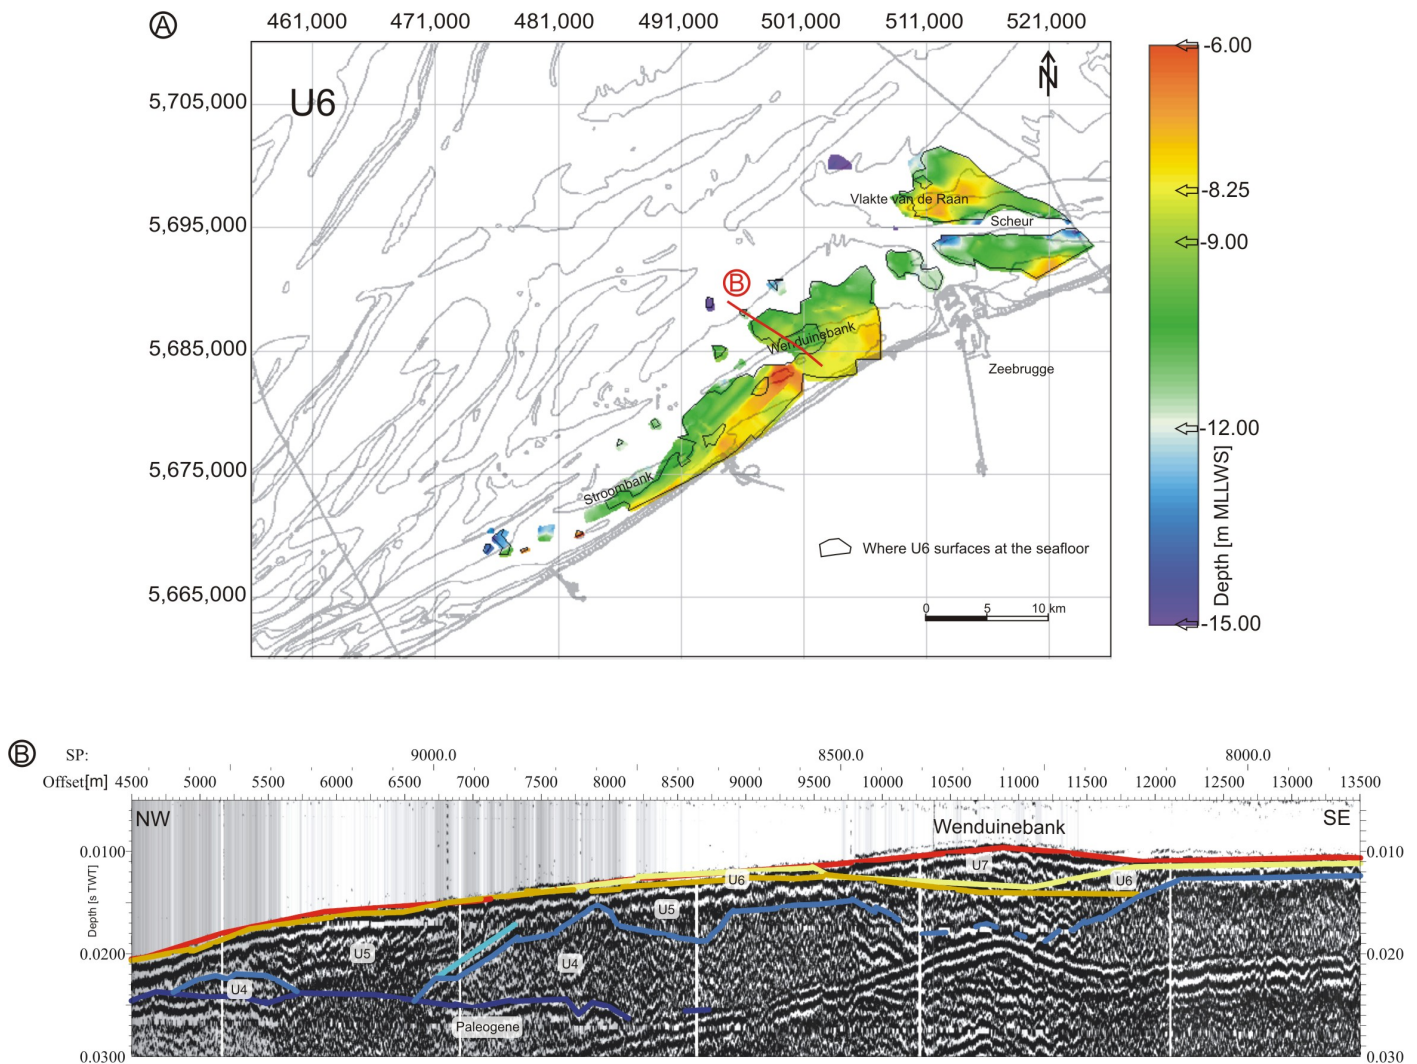 A
461,000 471,000 481,000 491,000 501,000 511,000 521,000
U6
N
5,705,000
5,695,000
5,685,000
5,675,000
5,665,000
Vlakte van de Raan
Scheur
B
Wenduinebank
Zeebrugge
Stroombank
Where U6 surfaces at the seafloor
0 5 10 km
-6.00
-8.25
-9.00
-12.00
-15.00
Depth [m MLLWS]
B
SP: 9000.0 8500.0 8000.0
Offset[m] 4500 5000 5500 6000 6500 7000 7500 8000 8500 9000 9500 10000 10500 11000 11500 12000 12500 13000 13500
NW
Wenduinebank
SE
0.0100
0.0200
0.0300
Depth [s TWT]
0.010
0.020
0.030
U7
U6
U6
U5
U5
U4
U4
Paleogene